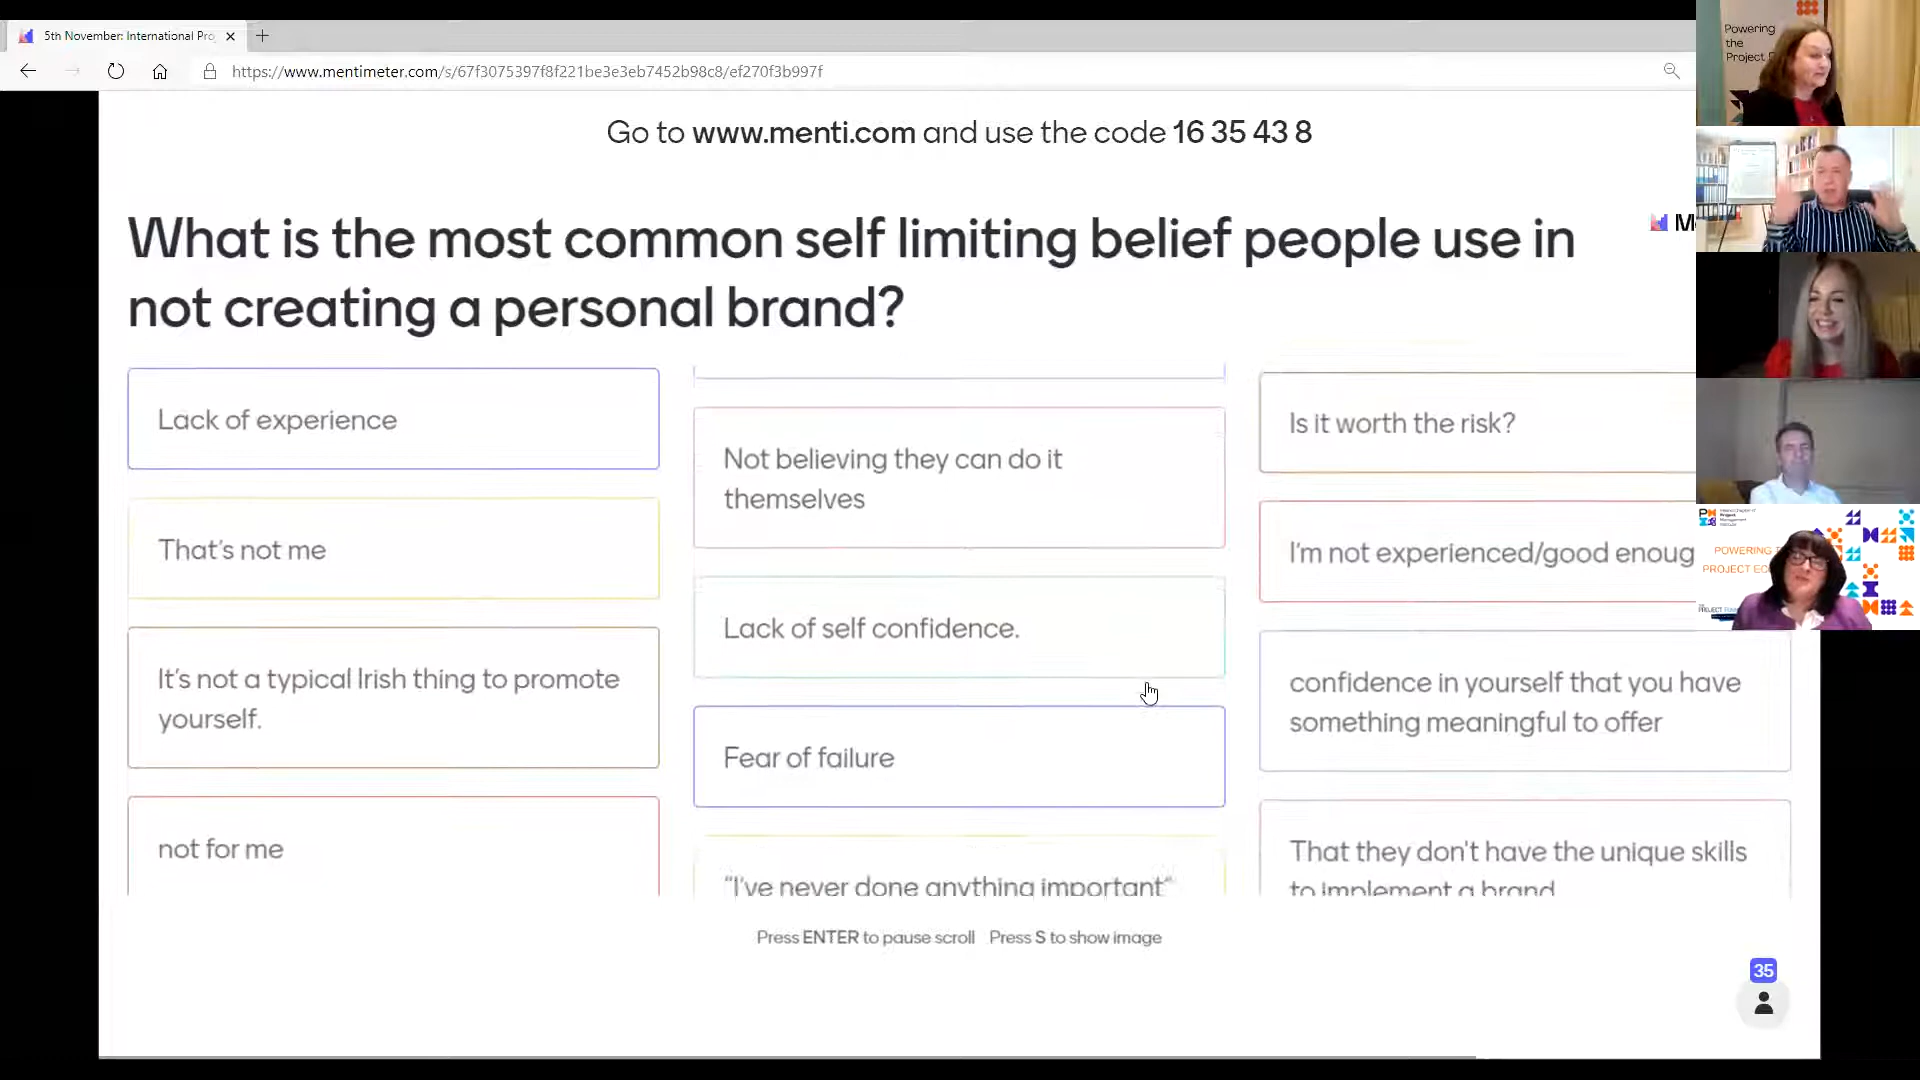 5th November: International Pro
https://www.mentimeter.com/s/67f3075397f8f221be3e3eb7452b98c8/ef270f3b997f
Go to www.menti.com and use the code 16 35 43 8
What is the most common self limiting belief people use in
not creating a personal brand?
Lack of experience
That's not me
It's not a typical Irish thing to promote
yourself.
not for me
Not believing they can do it
themselves
Lack of self confidence.
Fear of failure
"I've never done anything important"
Is it worth the risk?
I'm not experienced/good enoug
confidence in yourself that you have
something meaningful to offer
That they don't have the unique skills
to implement a brand
Press ENTER to pause scroll Press S to show image
35
Powering
the
Project
POWERING
PROJECT